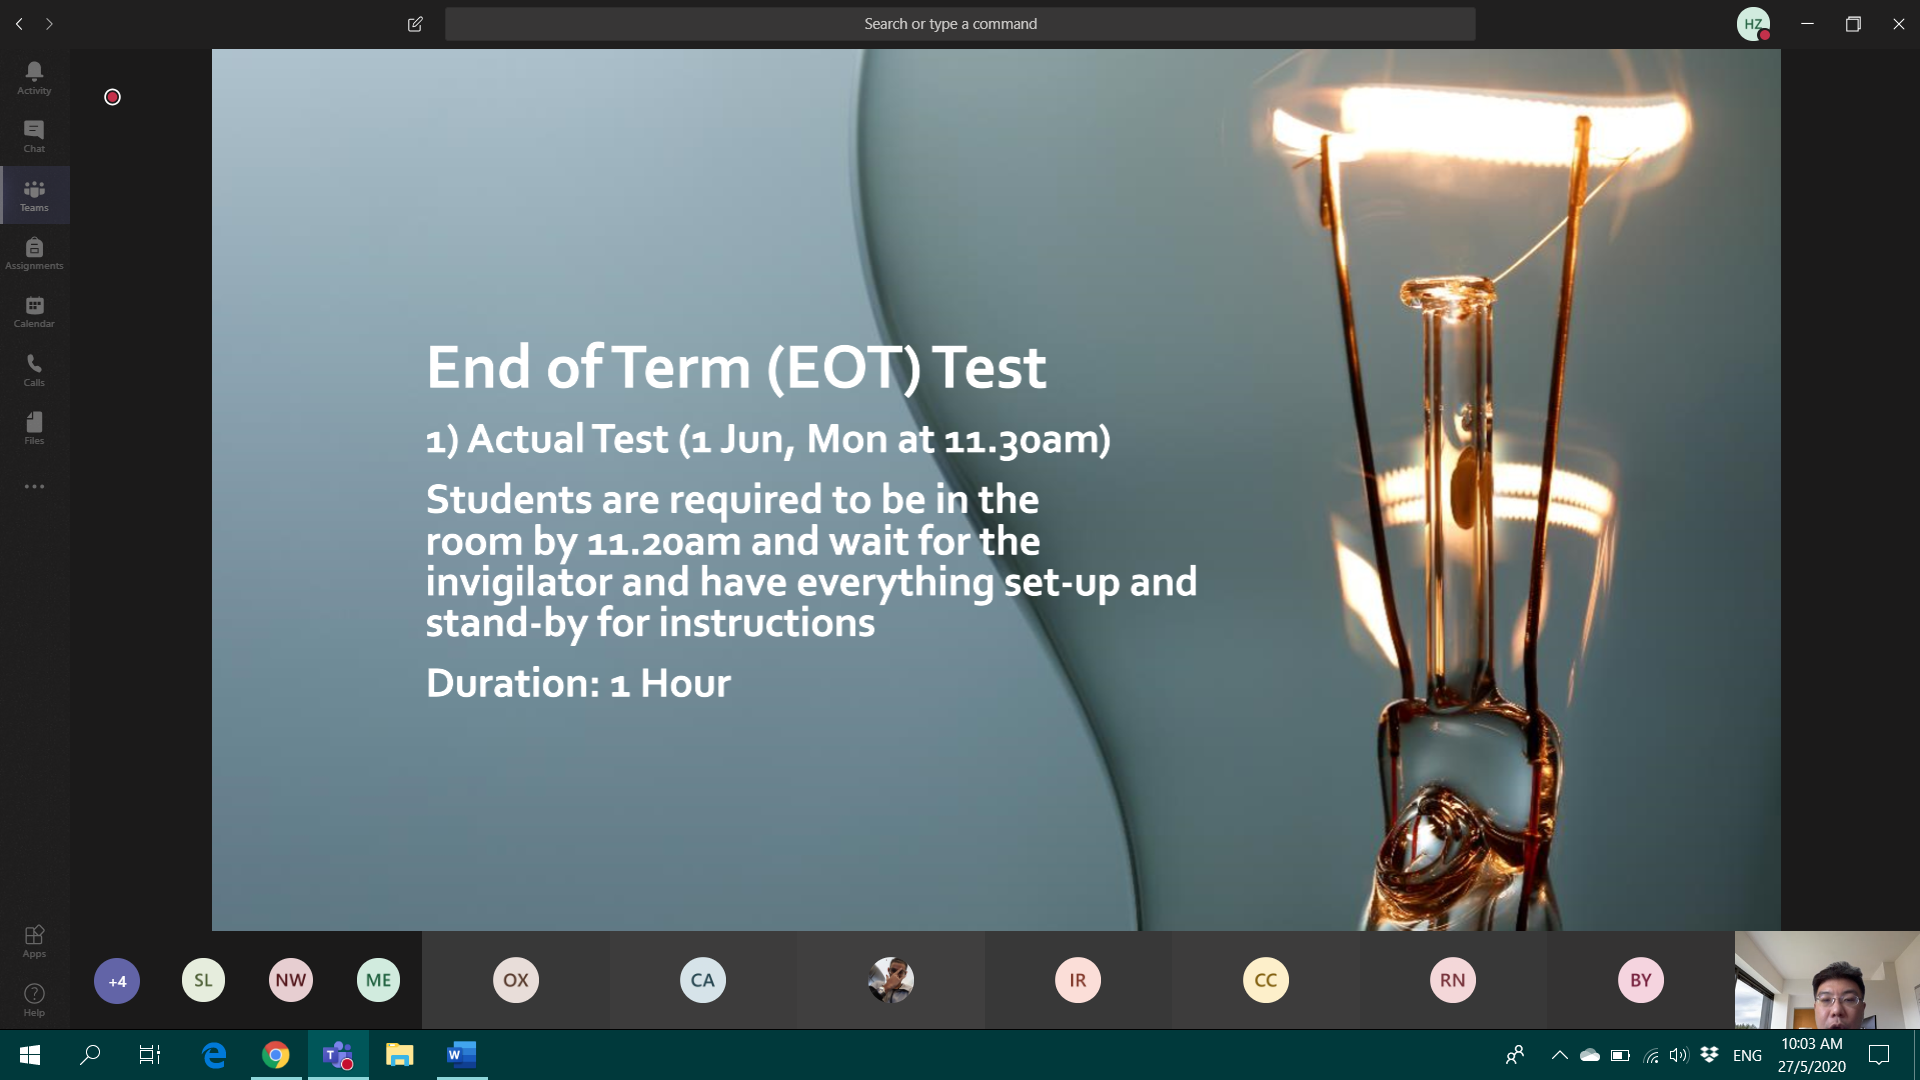 Search or type a command
HZ
Activity
Chat
Teams
Assignments
Calendar
Calls
Files
Apps
Help
End of Term (EOT) Test
1) Actual Test (1 Jun, Mon at 11.30am)
Students are required to be in the
room by 11.20am and wait for the
invigilator and have everything set-up and
stand-by for instructions
Duration: 1 Hour
+4
SL
NW
ME
OX
CA
IR
CC
RN
BY
ENG
10:03 AM
27/5/2020